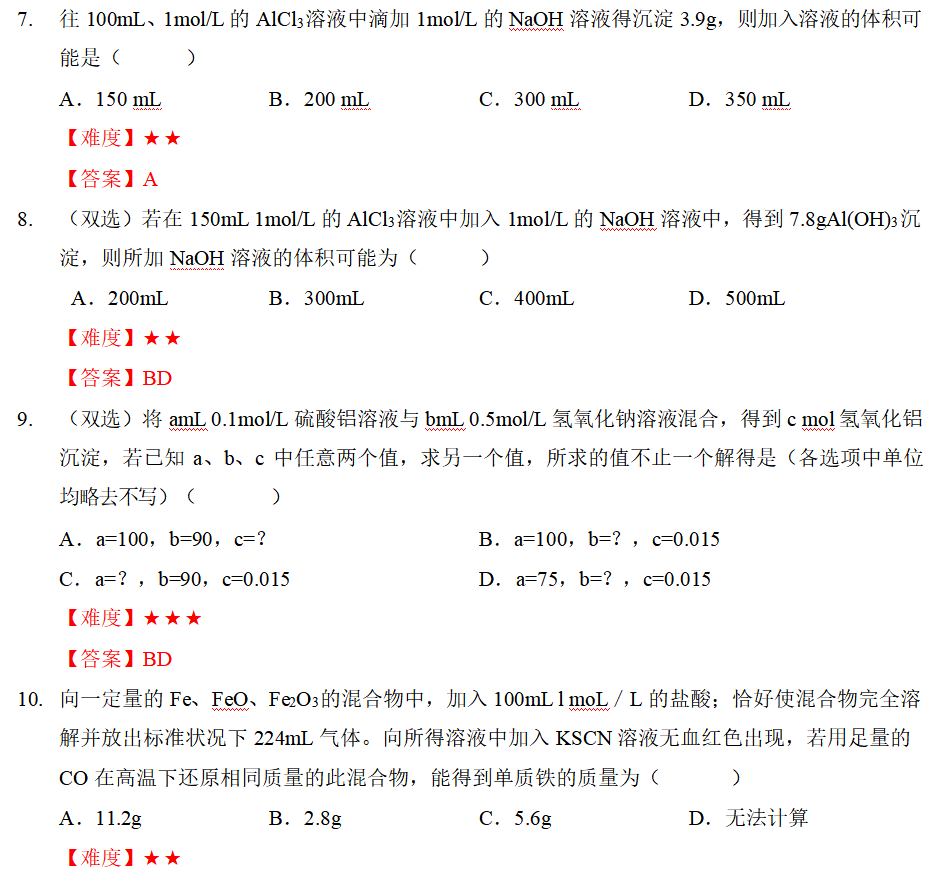 7. 往 100mL、1mol/L 的 AlCl₃溶液中滴加 1mol/L 的 NaOH 溶液得沉淀 3.9g，则加入溶液的体积可
能是（  ）
A．150 mL B．200 mL C．300 mL D．350 mL
【难度】★★
【答案】A
8. （双选）若在 150mL 1mol/L 的 AlCl₃溶液中加入 1mol/L 的 NaOH 溶液中，得到 7.8gAl(OH)₃沉
淀，则所加 NaOH 溶液的体积可能为（  ）
A．200mL B．300mL C．400mL D．500mL
【难度】★★
【答案】BD
9. （双选）将 amL 0.1mol/L 硫酸铝溶液与 bmL 0.5mol/L 氢氧化钠溶液混合，得到 c mol 氢氧化铝
沉淀，若已知 a、b、c 中任意两个值，求另一个值，所求的值不止一个解得是（各选项中单位
均略去不写）（  ）
A．a=100，b=90，c=？ B．a=100，b=？，c=0.015
C．a=？，b=90，c=0.015 D．a=75，b=？，c=0.015
【难度】★★★
【答案】BD
10. 向一定量的 Fe、FeO、Fe₂O₃的混合物中，加入 100mL l moL／L 的盐酸；恰好使混合物完全溶
解并放出标准状况下 224mL 气体。向所得溶液中加入 KSCN 溶液无血红色出现，若用足量的
CO 在高温下还原相同质量的此混合物，能得到单质铁的质量为（  ）
A．11.2g B．2.8g C．5.6g D．无法计算
【难度】★★